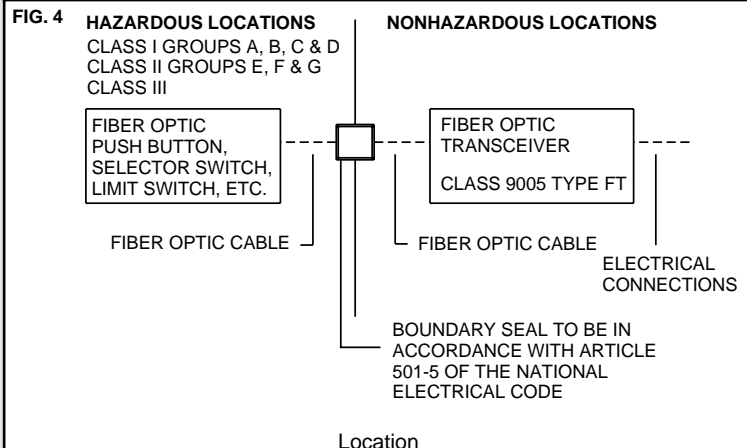 FIG. 4
HAZARDOUS LOCATIONS
CLASS I GROUPS A, B, C & D
CLASS II GROUPS E, F & G
CLASS III
NONHAZARDOUS LOCATIONS
FIBER OPTIC
PUSH BUTTON,
SELECTOR SWITCH,
LIMIT SWITCH, ETC.
FIBER OPTIC
TRANSCEIVER
CLASS 9005 TYPE FT
FIBER OPTIC CABLE
FIBER OPTIC CABLE
ELECTRICAL
CONNECTIONS
BOUNDARY SEAL TO BE IN
ACCORDANCE WITH ARTICLE
501-5 OF THE NATIONAL
ELECTRICAL CODE
Location